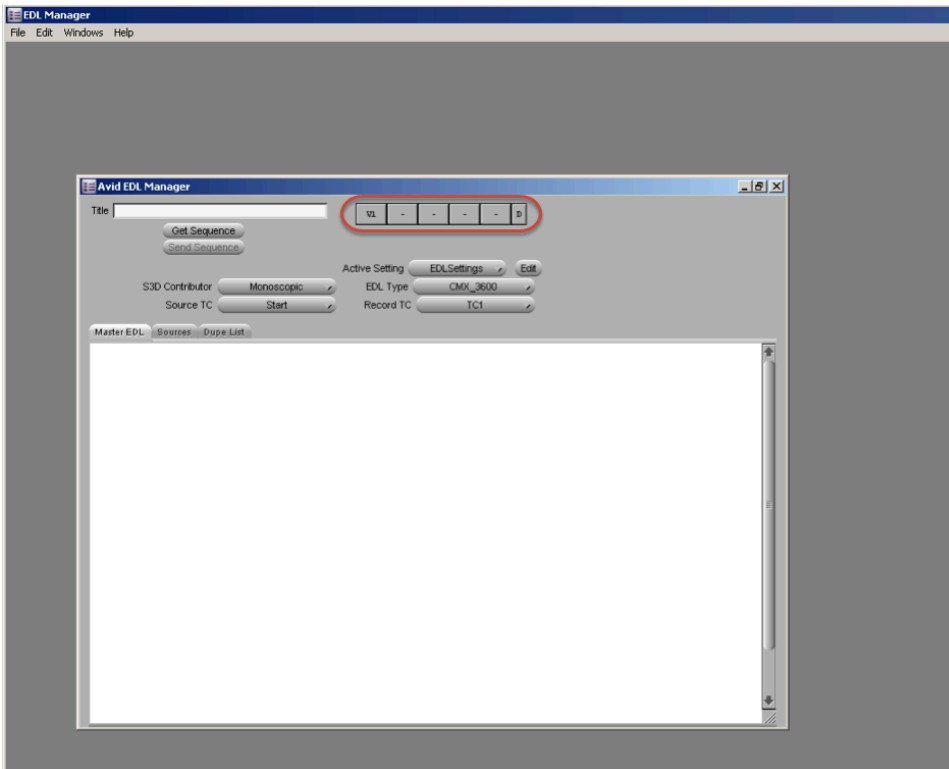 EDL Manager
File Edit Windows Help
Avid EDL Manager
Title
V1 - - - - D
Get Sequence
Send Sequence
Active Setting EDLSettings Edit
S3D Contributor Monoscopic EDL Type CMX_3600
Source TC Start Record TC TC1
Master EDL Sources Dupe List